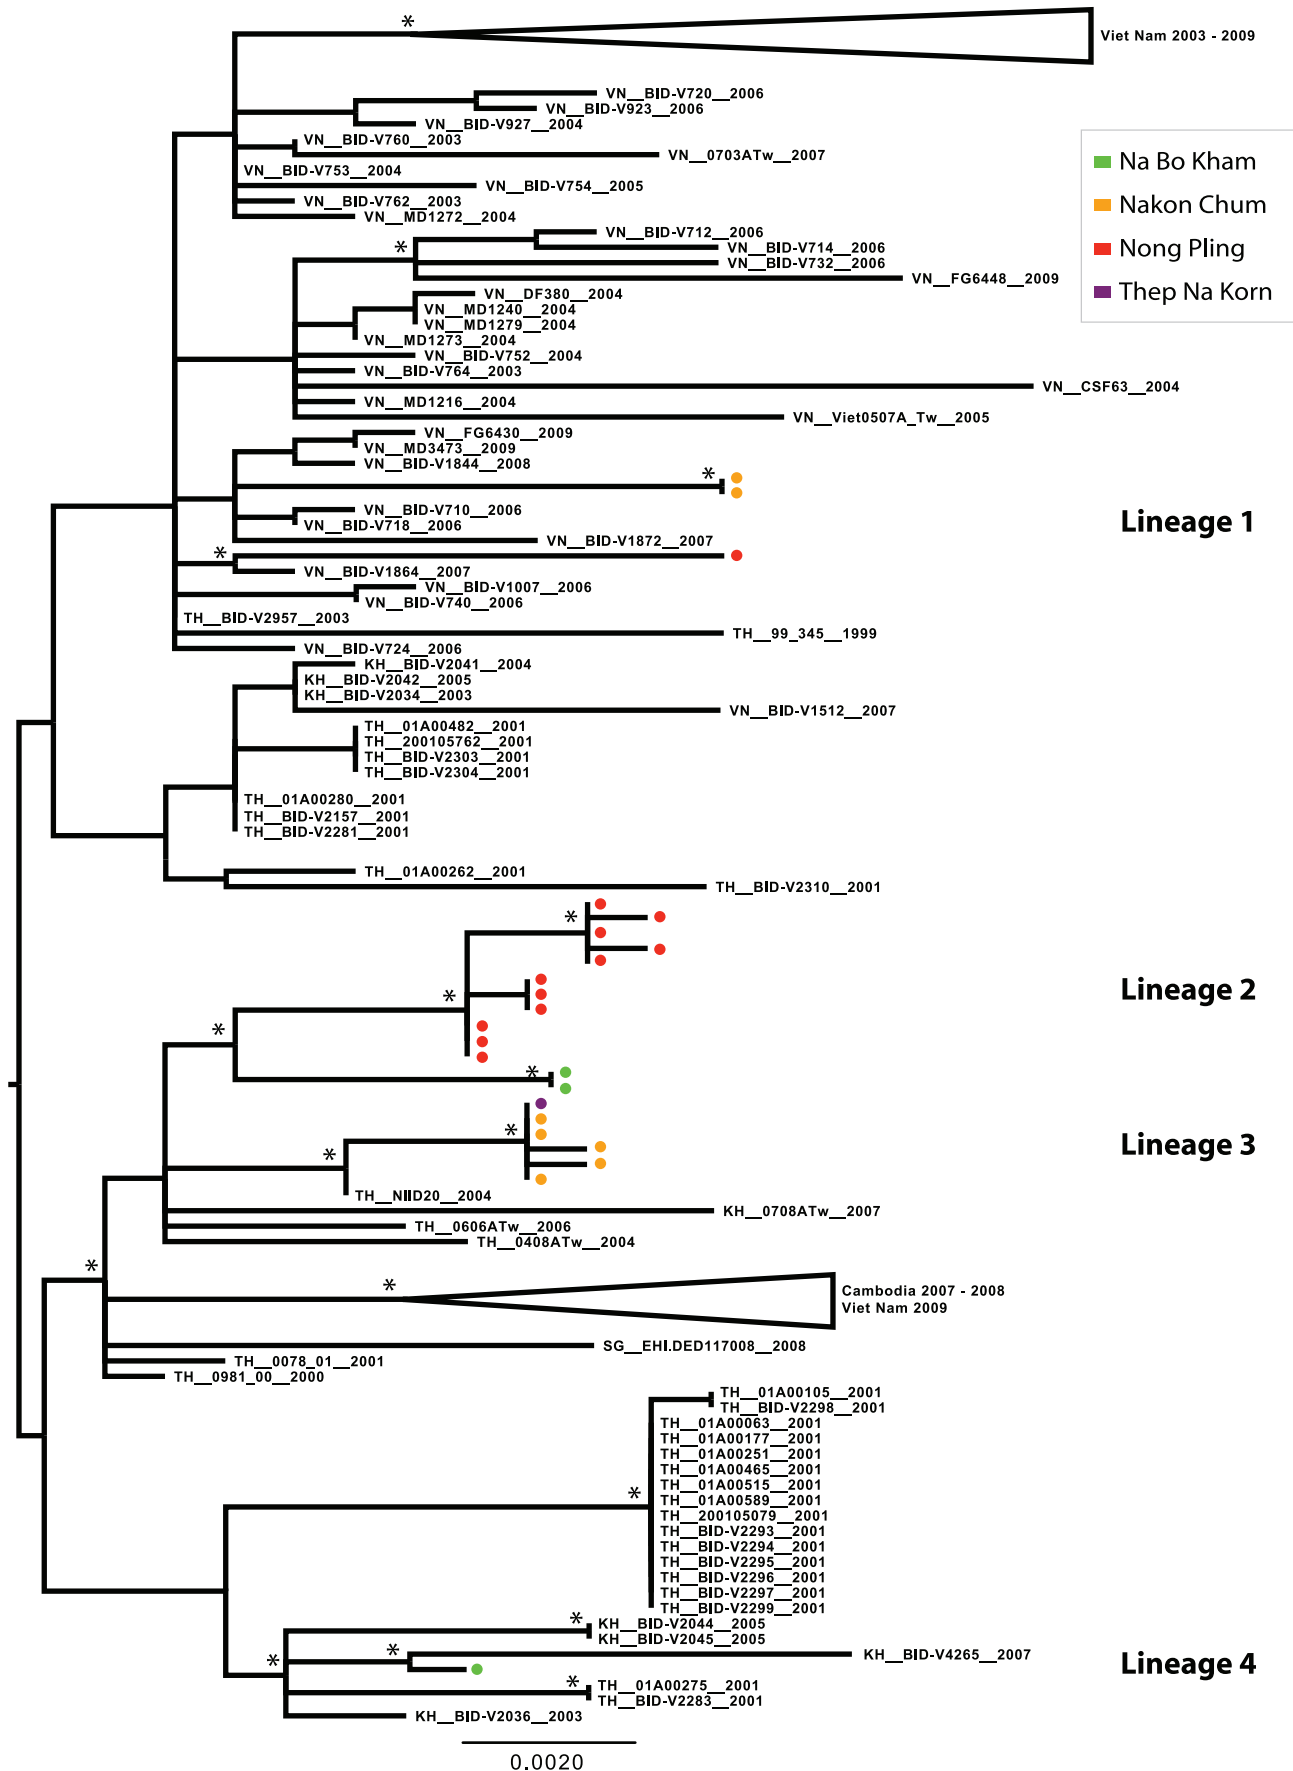 *
Viet Nam 2003 - 2009
VN__BID-V720__2006
VN__BID-V923__2006
VN__BID-V927__2004
VN__BID-V760__2003
VN__0703ATw__2007
VN__BID-V753__2004
VN__BID-V754__2005
VN__BID-V762__2003
VN__MD1272__2004
Na Bo Kham
Nakon Chum
Nong Pling
Thep Na Korn
VN__BID-V712__2006
*
VN__BID-V714__2006
VN__BID-V732__2006
VN__FG6448__2009
VN__DF380__2004
VN__MD1240__2004
VN__MD1279__2004
VN__MD1273__2004
VN__BID-V752__2004
VN__BID-V764__2003
VN__CSF63__2004
VN__MD1216__2004
VN__Viet0507A_Tw__2005
VN__FG6430__2009
VN__MD3473__2009
VN__BID-V1844__2008
*
VN__BID-V710__2006
VN__BID-V718__2006
Lineage 1
VN__BID-V1872__2007
*
VN__BID-V1864__2007
VN__BID-V1007__2006
VN__BID-V740__2006
TH__BID-V2957__2003
TH__99_345__1999
VN__BID-V724__2006
KH__BID-V2041__2004
KH__BID-V2042__2005
KH__BID-V2034__2003
VN__BID-V1512__2007
TH__01A00482__2001
TH__200105762__2001
TH__BID-V2303__2001
TH__BID-V2304__2001
TH__01A00280__2001
TH__BID-V2157__2001
TH__BID-V2281__2001
TH__01A00262__2001
TH__BID-V2310__2001
*
*
Lineage 2
*
*
*
*
Lineage 3
TH__NIID20__2004
KH__0708ATw__2007
TH__0606ATw__2006
TH__0408ATw__2004
*
*
Cambodia 2007 - 2008
Viet Nam 2009
SG__EHI.DED117008__2008
TH__0078_01__2001
TH__0981_00__2000
TH__01A00105__2001
TH__BID-V2298__2001
TH__01A00063__2001
TH__01A00177__2001
TH__01A00251__2001
TH__01A00465__2001
TH__01A00515__2001
*
TH__01A00589__2001
TH__200105079__2001
TH__BID-V2293__2001
TH__BID-V2294__2001
TH__BID-V2295__2001
TH__BID-V2296__2001
TH__BID-V2297__2001
TH__BID-V2299__2001
*
KH__BID-V2044__2005
KH__BID-V2045__2005
*
KH__BID-V4265__2007
*
Lineage 4
*
TH__01A00275__2001
TH__BID-V2283__2001
KH__BID-V2036__2003
0.0020